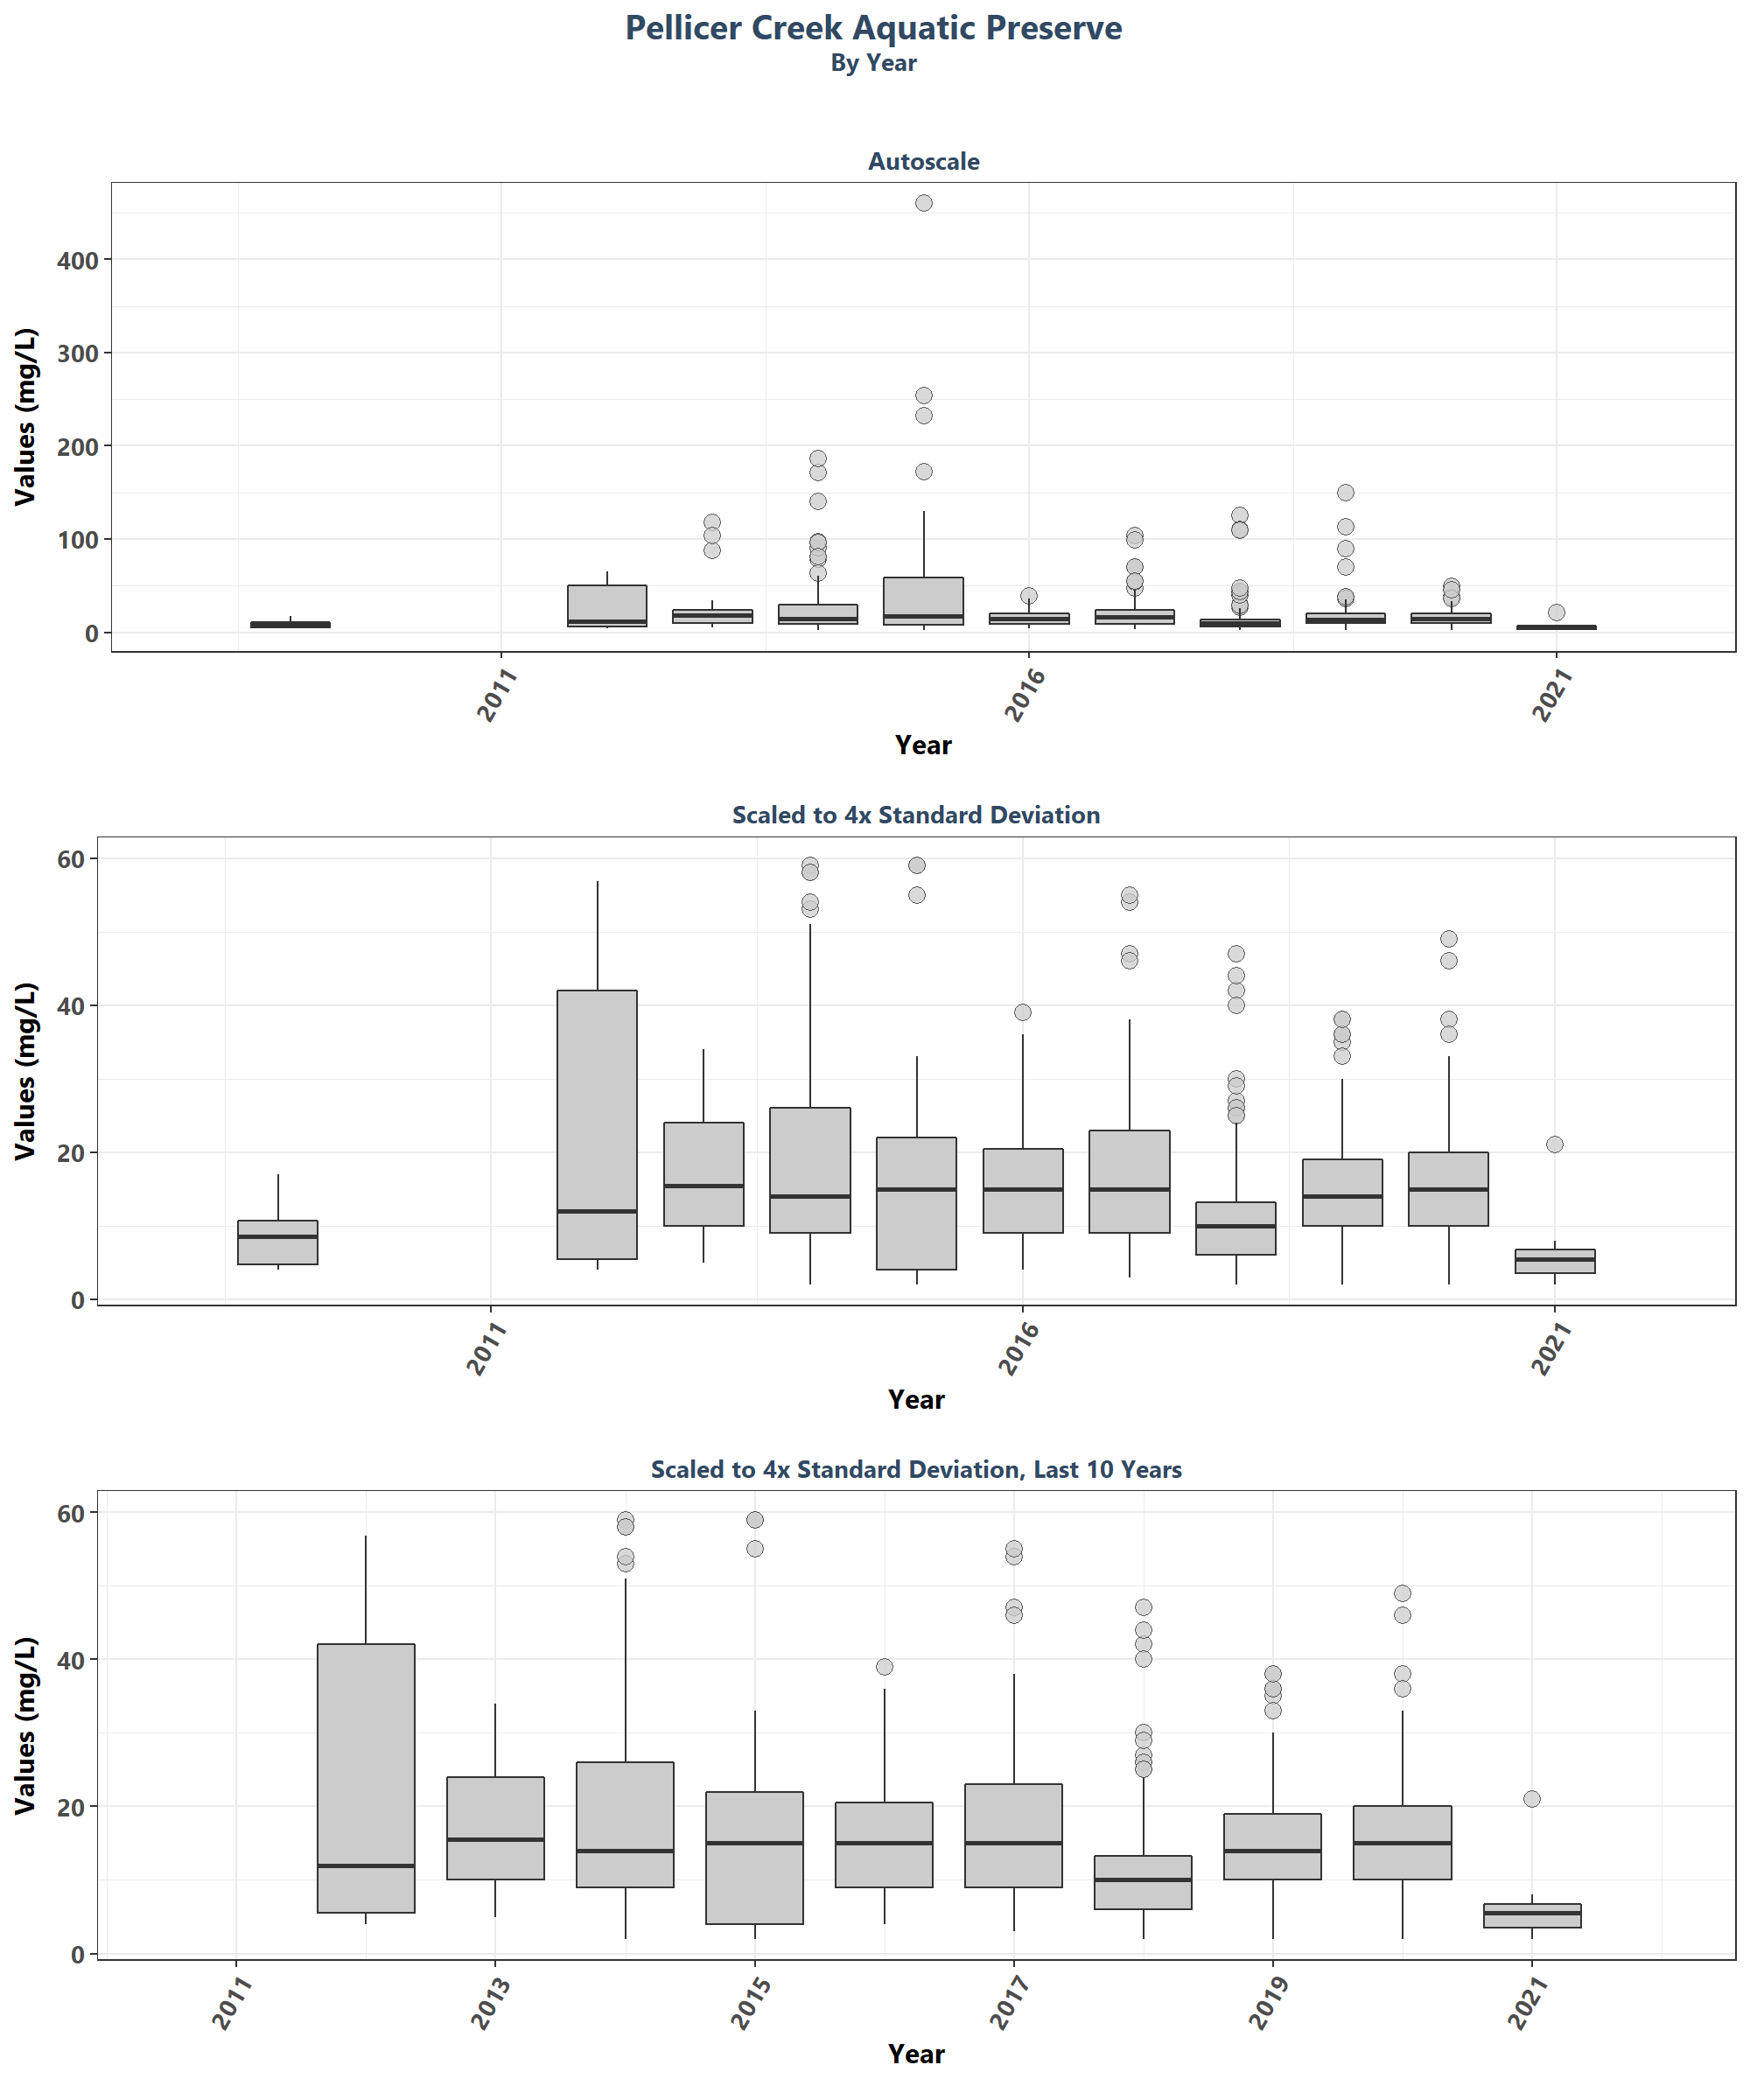 Pellicer Creek Aquatic Preserve
By Year
Autoscale
Values (mg/L)
400
300
200
100
0
2011 2016 2021
Year
Scaled to 4x Standard Deviation
Values (mg/L)
60
40
20
0
2011 2016 2021
Year
Scaled to 4x Standard Deviation, Last 10 Years
Values (mg/L)
60
40
20
0
2011 2013 2015 2017 2019 2021
Year